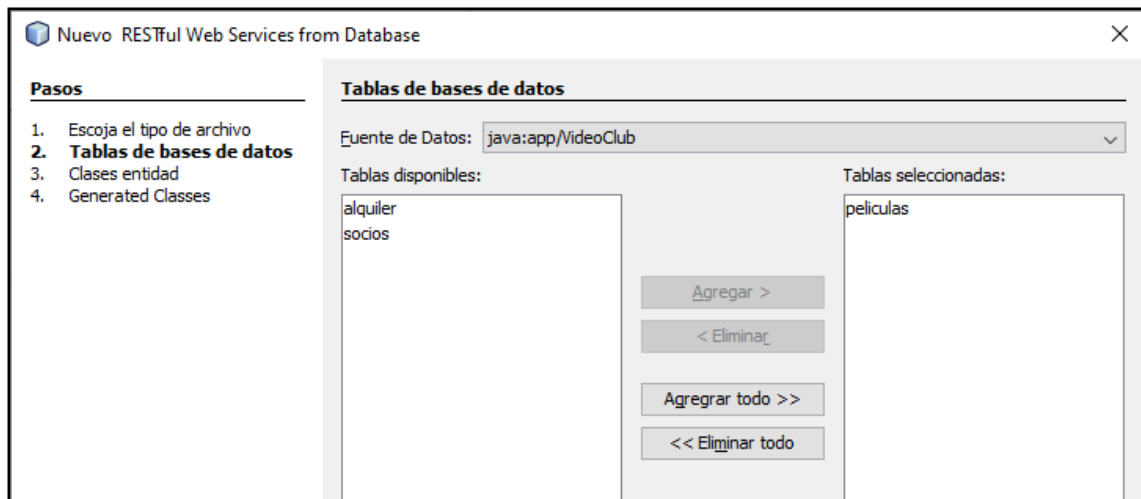 Nuevo RESTful Web Services from Database
Pasos
1. Escoja el tipo de archivo
2. Tablas de bases de datos
3. Clases entidad
4. Generated Classes
Tablas de bases de datos
Fuente de Datos: java:app/VideoClub
Tablas disponibles:
alquiler
socios
Agregar >
< Eliminar
Agregrar todo >>
<< Eliminar todo
Tablas seleccionadas:
peliculas